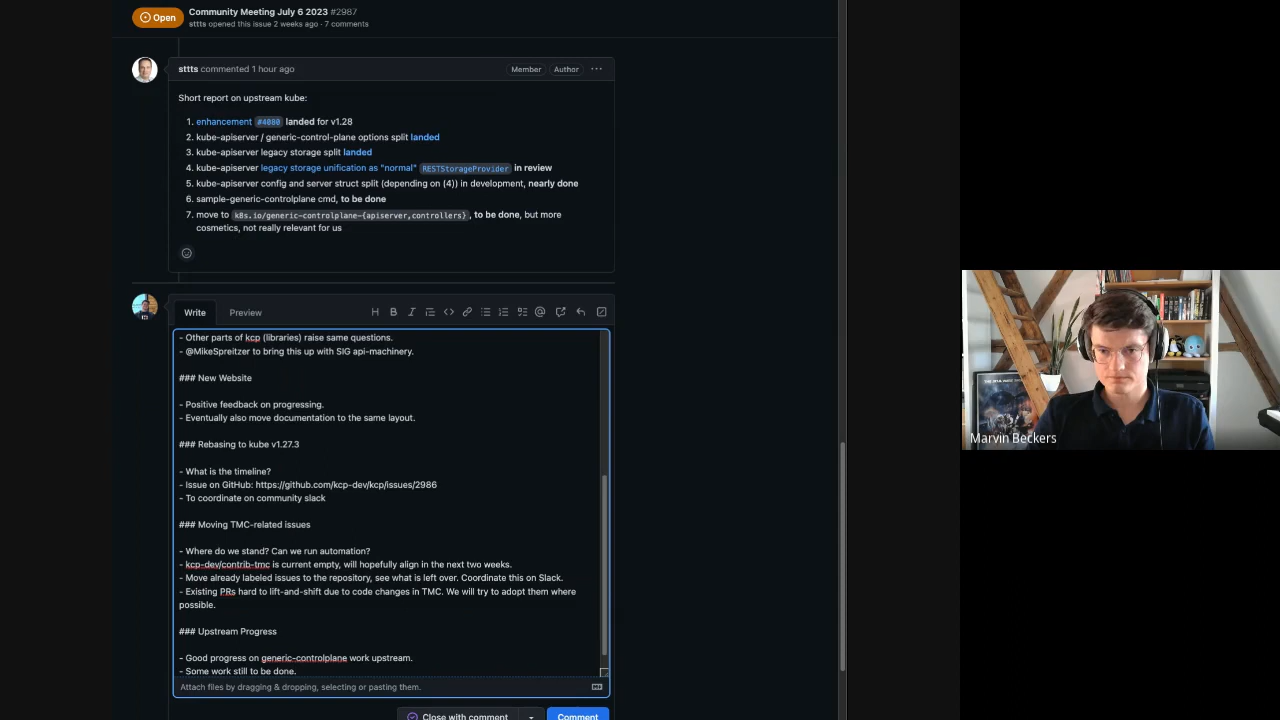 Open
Community Meeting July 6 2023 #2987
sttts opened this issue 2 weeks ago · 7 comments
sttts commented 1 hour ago
Member
Author
Short report on upstream kube:
1. enhancement #4080 landed for v1.28
2. kube-apiserver / generic-control-plane options split landed
3. kube-apiserver legacy storage split landed
4. kube-apiserver legacy storage unification as "normal" RESTStorageProvider in review
5. kube-apiserver config and server struct split (depending on (4)) in development, nearly done
6. sample-generic-controlplane cmd, to be done
7. move to k8s.io/generic-controlplane-{apiserver,controllers}, to be done, but more
cosmetics, not really relevant for us
Write
Preview
- Other parts of kcp (libraries) raise same questions.
- @MikeSpreitzer to bring this up with SIG api-machinery.
### New Website
- Positive feedback on progressing.
- Eventually also move documentation to the same layout.
### Rebasing to kube v1.27.3
- What is the timeline?
- Issue on GitHub: https://github.com/kcp-dev/kcp/issues/2986
- To coordinate on community slack
### Moving TMC-related issues
- Where do we stand? Can we run automation?
- kcp-dev/contrib-tmc is current empty, will hopefully align in the next two weeks.
- Move already labeled issues to the repository, see what is left over. Coordinate this on Slack.
- Existing PRs hard to lift-and-shift due to code changes in TMC. We will try to adopt them where
possible.
### Upstream Progress
- Good progress on generic-controlplane work upstream.
- Some work still to be done.
Attach files by dragging & dropping, selecting or pasting them.
Close with comment
Comment
Marvin Beckers